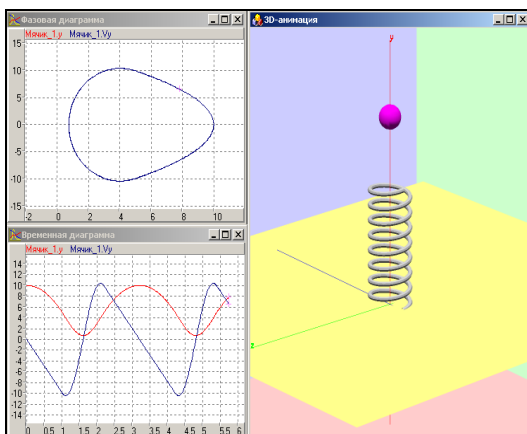 Фазовая диаграмма
Мячик_1.y Мячик_1.Vy
15
10
5
0
-5
-10
-15
-2 0 2 4 6 8 10
Временная диаграмма
Мячик_1.y Мячик_1.Vy
14
12
10
8
6
4
2
0
-2
-4
-6
-8
-10
-12
-14
0 0.5 1 1.5 2 2.5 3 3.5 4 4.5 5 5.5 6
3D-анимация
y
z